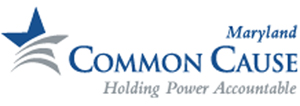 Maryland
COMMON CAUSE
Holding Power Accountable